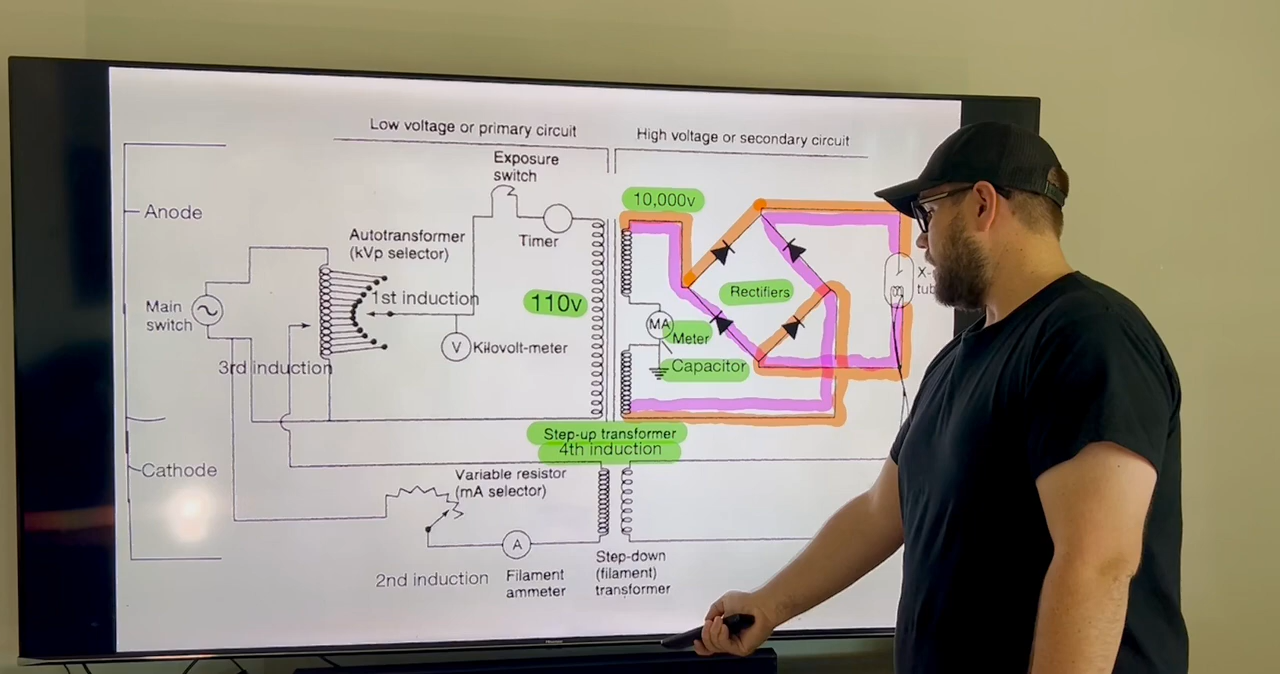 Low voltage or primary circuit
High voltage or secondary circuit
Exposure
switch
10,000v
Anode
Autotransformer
(kVp selector)
Timer
Main
switch
1st induction
110v
Rectifiers
X-
tub
MA
Meter
V
Kilovolt-meter
3rd induction
Capacitor
Step-up transformer
4th induction
Cathode
Variable resistor
(mA selector)
A
2nd induction
Filament
ammeter
Step-down
(filament)
transformer